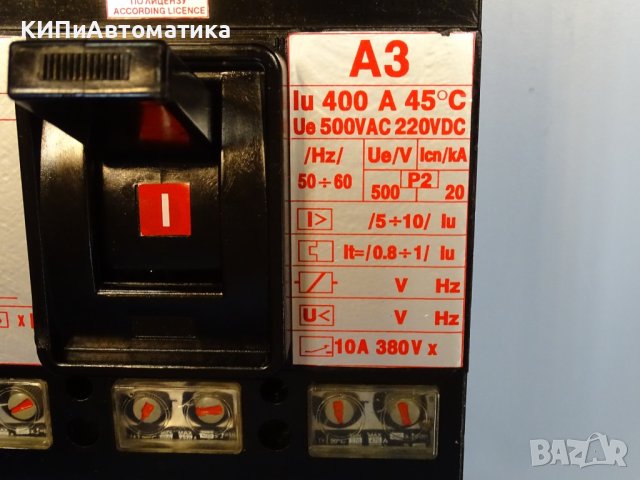 ПО ЛИЦЕНЗУ
ACCORDING LICENCE
КИПиАвтоматика
A3
Iu 400 A 45°C
Ue 500VAC 220VDC
/Hz/ Ue/V Icn/kA
50÷60 500 P2 20
I> /5÷10/ Iu
It=/0.8÷1/ Iu
V Hz
U< V Hz
10A 380V x
x I
I
BAZAR